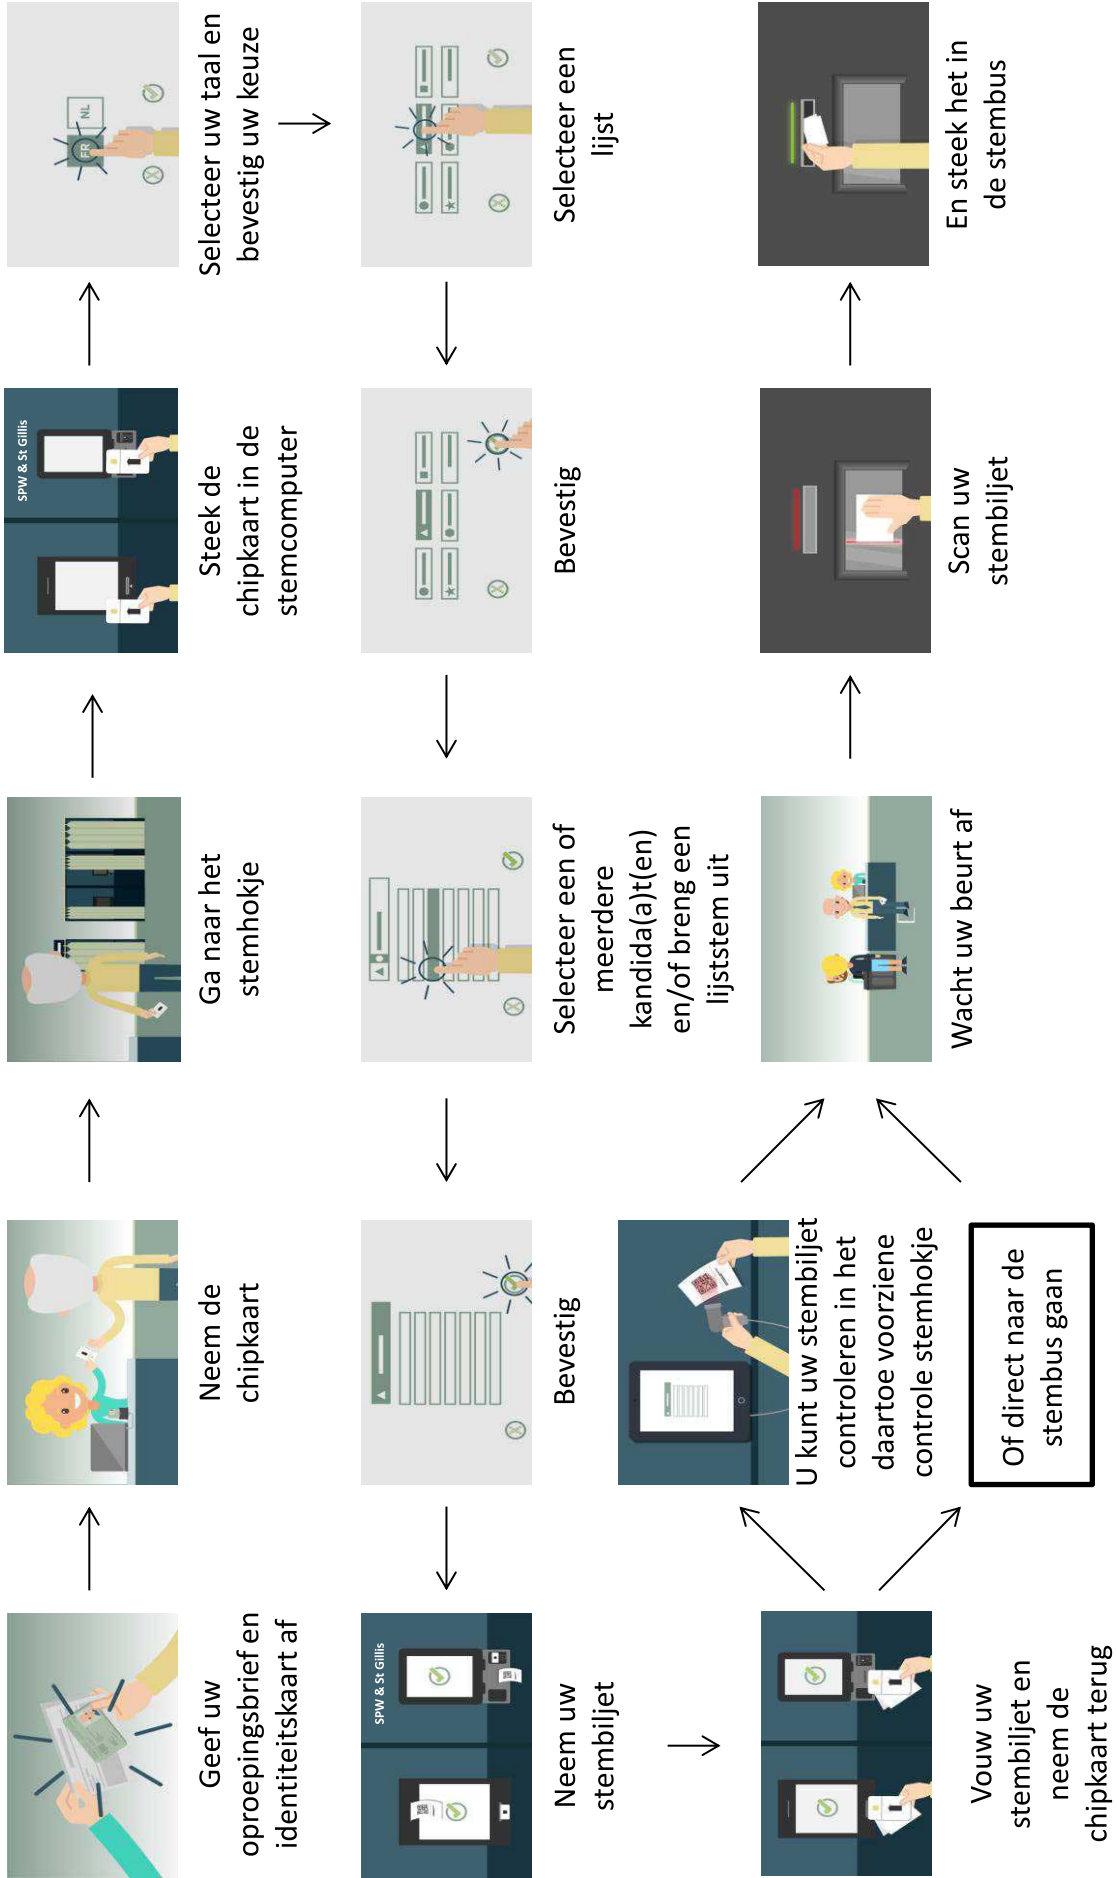 Geef uw
oproepingsbrief en
identiteitskaart af
Neem de
chipkaart
Ga naar het
stemhokje
SPW & St Gillis
Steek de
chipkaart in de
stemcomputer
FR
NL
Selecteer uw taal en
bevestig uw keuze
Selecteer een
lijst
Bevestig
Selecteer een of
meerdere
kandida(a)t(en)
en/of breng een
lijststem uit
Bevestig
SPW & St Gillis
Neem uw
stembiljet
Vouw uw
stembiljet en
neem de
chipkaart terug
U kunt uw stembiljet
controleren in het
daartoe voorziene
controle stemhokje
Of direct naar de
stembus gaan
Wacht uw beurt af
Scan uw
stembiljet
En steek het in
de stembus